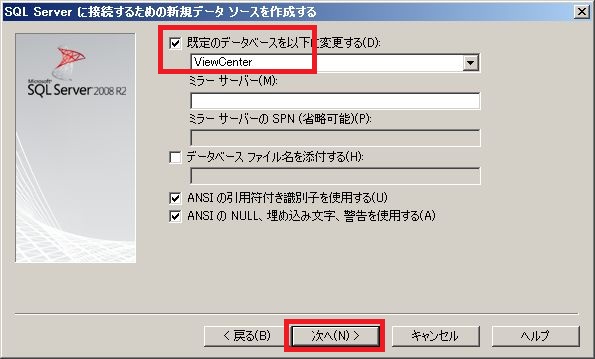 SQL Server に接続するための新規データ ソースを作成する
既定のデータベースを以下に変更する(D):
ViewCenter
Microsoft
SQL Server 2008 R2
ミラー サーバー(M):
ミラー サーバーの SPN (省略可能)(P):
データベース ファイル名を添付する(H):
ANSI の引用符付き識別子を使用する(U)
ANSI の NULL、埋め込み文字、警告を使用する(A)
< 戻る(B)
次へ(N) >
キャンセル
ヘルプ